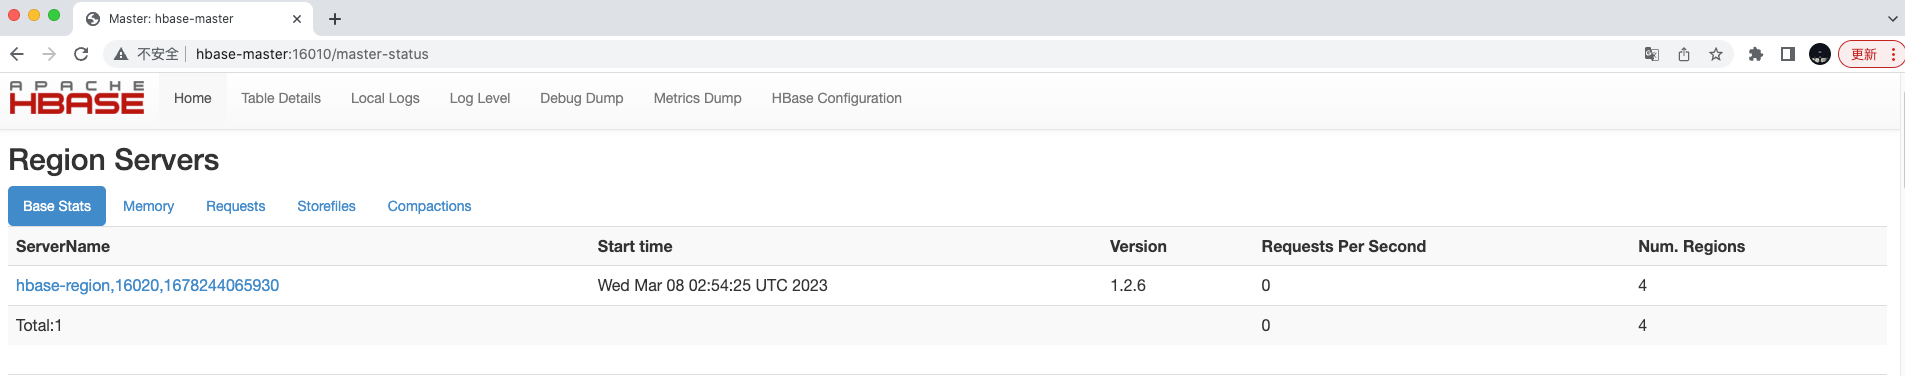 Master: hbase-master
不安全 hbase-master:16010/master-status 更新
APACHE HBASE Home Table Details Local Logs Log Level Debug Dump Metrics Dump HBase Configuration
Region Servers
Base Stats Memory Requests Storefiles Compactions
ServerName Start time Version Requests Per Second Num. Regions
hbase-region,16020,1678244065930 Wed Mar 08 02:54:25 UTC 2023 1.2.6 0 4
Total:1 0 4